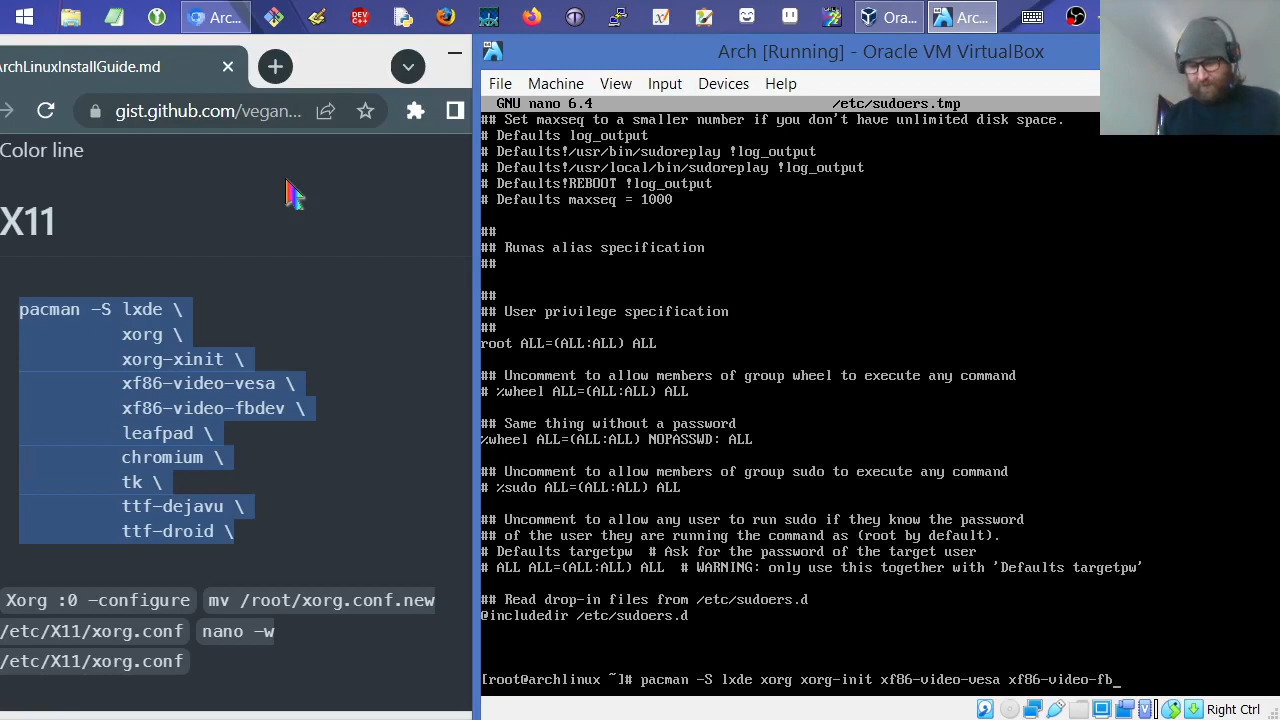 Arc...
DEV C++
Ora...
Arc...
ArchLinuxInstallGuide.md
gist.github.com/vegan...
Color line
X11
pacman -S lxde \
xorg \
xorg-xinit \
xf86-video-vesa \
xf86-video-fbdev \
leafpad \
chromium \
tk \
ttf-dejavu \
ttf-droid \
Xorg :0 -configure mv /root/xorg.conf.new
/etc/X11/xorg.conf nano -w
/etc/X11/xorg.conf
Arch [Running] - Oracle VM VirtualBox
File Machine View Input Devices Help
GNU nano 6.4 /etc/sudoers.tmp
## Set maxseq to a smaller number if you don't have unlimited disk space.
# Defaults log_output
# Defaults!/usr/bin/sudoreplay !log_output
# Defaults!/usr/local/bin/sudoreplay !log_output
# Defaults!REBOOT !log_output
# Defaults maxseq = 1000
##
## Runas alias specification
##
##
## User privilege specification
##
root ALL=(ALL:ALL) ALL
## Uncomment to allow members of group wheel to execute any command
# %wheel ALL=(ALL:ALL) ALL
## Same thing without a password
%wheel ALL=(ALL:ALL) NOPASSWD: ALL
## Uncomment to allow members of group sudo to execute any command
# %sudo ALL=(ALL:ALL) ALL
## Uncomment to allow any user to run sudo if they know the password
## of the user they are running the command as (root by default).
# Defaults targetpw # Ask for the password of the target user
# ALL ALL=(ALL:ALL) ALL # WARNING: only use this together with 'Defaults targetpw'
## Read drop-in files from /etc/sudoers.d
@includedir /etc/sudoers.d
[root@archlinux ~]# pacman -S lxde xorg xorg-init xf86-video-vesa xf86-video-fb_
Right Ctrl